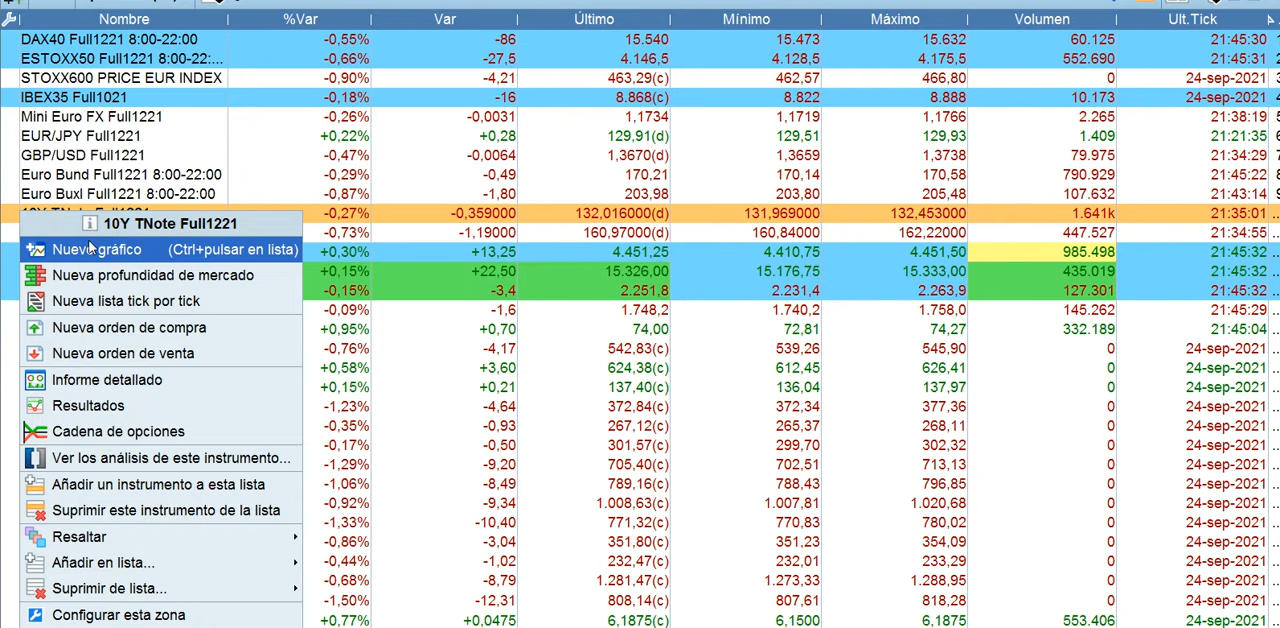 Nombre %Var Var Último Mínimo Máximo Volumen Ult.Tick
DAX40 Full1221 8:00-22:00 -0,55% -86 15.540 15.473 15.632 60.125 21:45:30
ESTOXX50 Full1221 8:00-22:... -0,66% -27,5 4.146,5 4.128,5 4.175,5 552.690 21:45:31
STOXX600 PRICE EUR INDEX -0,90% -4,21 463,29(c) 462,57 466,80 0 24-sep-2021
IBEX35 Full1021 -0,18% -16 8.868(c) 8.822 8.888 10.173 24-sep-2021
Mini Euro FX Full1221 -0,26% -0,0031 1,1734 1,1719 1,1766 2.265 21:38:19
EUR/JPY Full1221 +0,22% +0,28 129,91(d) 129,51 129,93 1.409 21:21:35
GBP/USD Full1221 -0,47% -0,0064 1,3670(d) 1,3659 1,3738 79.975 21:34:29
Euro Bund Full1221 8:00-22:00 -0,29% -0,49 170,21 170,14 170,58 790.929 21:45:22
Euro Buxl Full1221 8:00-22:00 -0,87% -1,80 203,98 203,80 205,48 107.632 21:43:14
10Y TNote Full1221 -0,27% -0,359000 132,016000(d) 131,969000 132,453000 1.641k 21:35:01
10Y TNote Full1221
-0,73% -1,19000 160,97000(d) 160,84000 162,22000 447.527 21:34:55
Nuevo gráfico (Ctrl+pulsar en lista) +0,30% +13,25 4.451,25 4.410,75 4.451,50 985.498 21:45:32
Nueva profundidad de mercado +0,15% +22,50 15.326,00 15.176,75 15.333,00 435.019 21:45:32
-0,15% -3,4 2.251,8 2.231,4 2.263,9 127.301 21:45:32
Nueva lista tick por tick -0,09% -1,6 1.748,2 1.740,2 1.758,0 145.262 21:45:29
Nueva orden de compra +0,95% +0,70 74,00 72,81 74,27 332.189 21:45:04
Nueva orden de venta -0,76% -4,17 542,83(c) 539,26 545,90 0 24-sep-2021
+0,58% +3,60 624,38(c) 612,45 626,41 0 24-sep-2021
Informe detallado +0,15% +0,21 137,40(c) 136,04 137,97 0 24-sep-2021
Resultados -1,23% -4,64 372,84(c) 372,34 377,36 0 24-sep-2021
Cadena de opciones -0,35% -0,93 267,12(c) 265,37 268,11 0 24-sep-2021
-0,17% -0,50 301,57(c) 299,70 302,32 0 24-sep-2021
Ver los análisis de este instrumento... -1,29% -9,20 705,40(c) 702,51 713,13 0 24-sep-2021
Añadir un instrumento a esta lista -1,06% -8,49 789,16(c) 788,43 796,85 0 24-sep-2021
Suprimir este instrumento de la lista -0,92% -9,34 1.008,63(c) 1.007,81 1.020,68 0 24-sep-2021
-1,33% -10,40 771,32(c) 770,83 780,02 0 24-sep-2021
Resaltar -0,86% -3,04 351,80(c) 351,23 354,09 0 24-sep-2021
Añadir en lista... -0,44% -1,02 232,47(c) 232,01 233,29 0 24-sep-2021
Suprimir de lista... -0,68% -8,79 1.281,47(c) 1.273,33 1.288,95 0 24-sep-2021
-1,50% -12,31 808,14(c) 807,61 818,28 0 24-sep-2021
Configurar esta zona +0,77% +0,0475 6,1875(c) 6,1500 6,1875 553.406 24-sep-2021